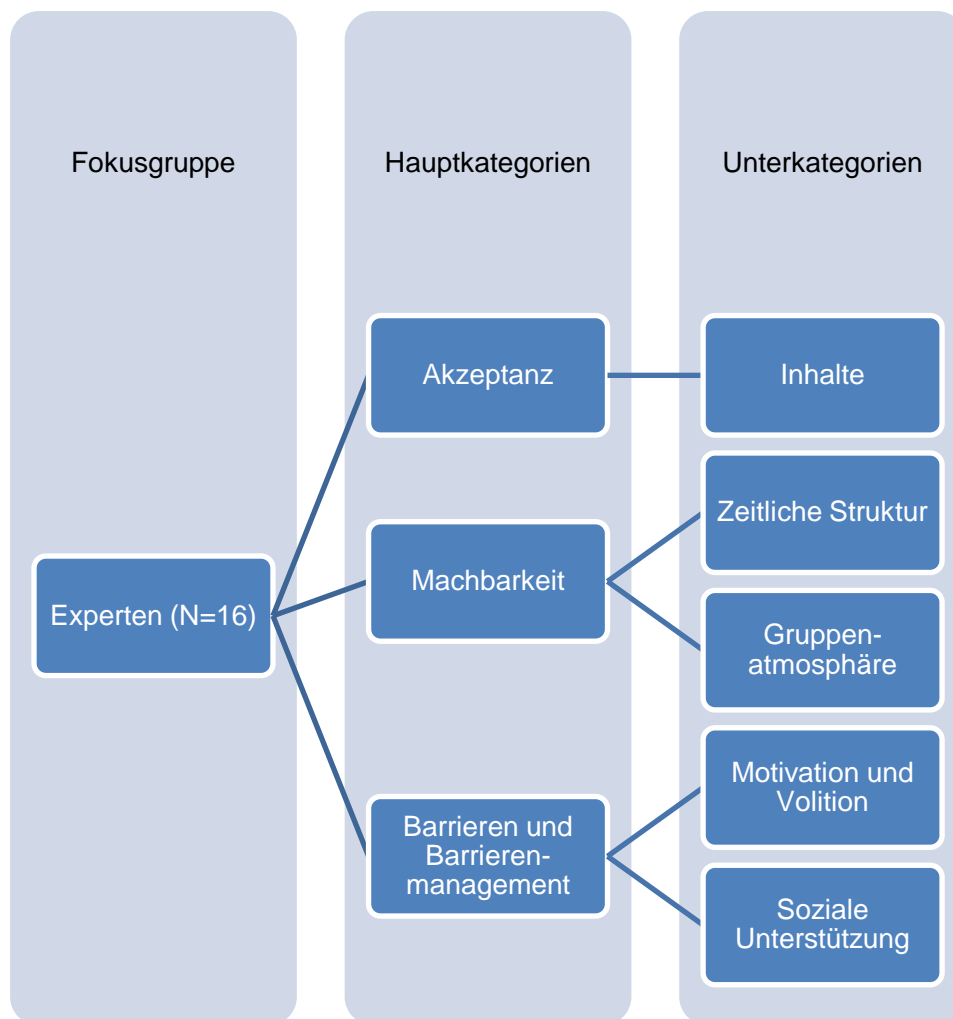 Fokusgruppe
Hauptkategorien
Unterkategorien
Experten (N=16)
Akzeptanz
Machbarkeit
Barrieren und
Barrieren-
management
Inhalte
Zeitliche Struktur
Gruppen-
atmosphäre
Motivation und
Volition
Soziale
Unterstützung